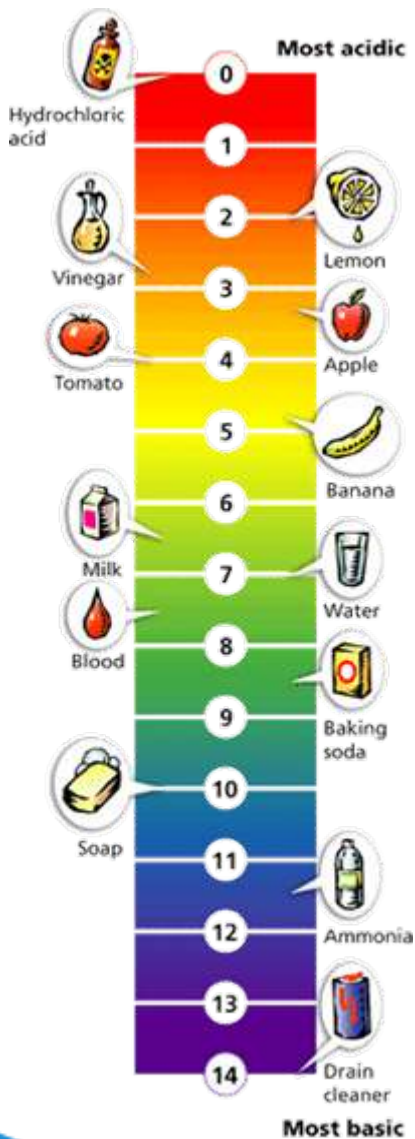 Most acidic
0
Hydrochloric
acid
1
2
Lemon
Vinegar
3
Apple
Tomato
4
5
Banana
6
Milk
7
Water
Blood
8
Baking
soda
9
10
Soap
11
Ammonia
12
13
Drain
cleaner
14
Most basic